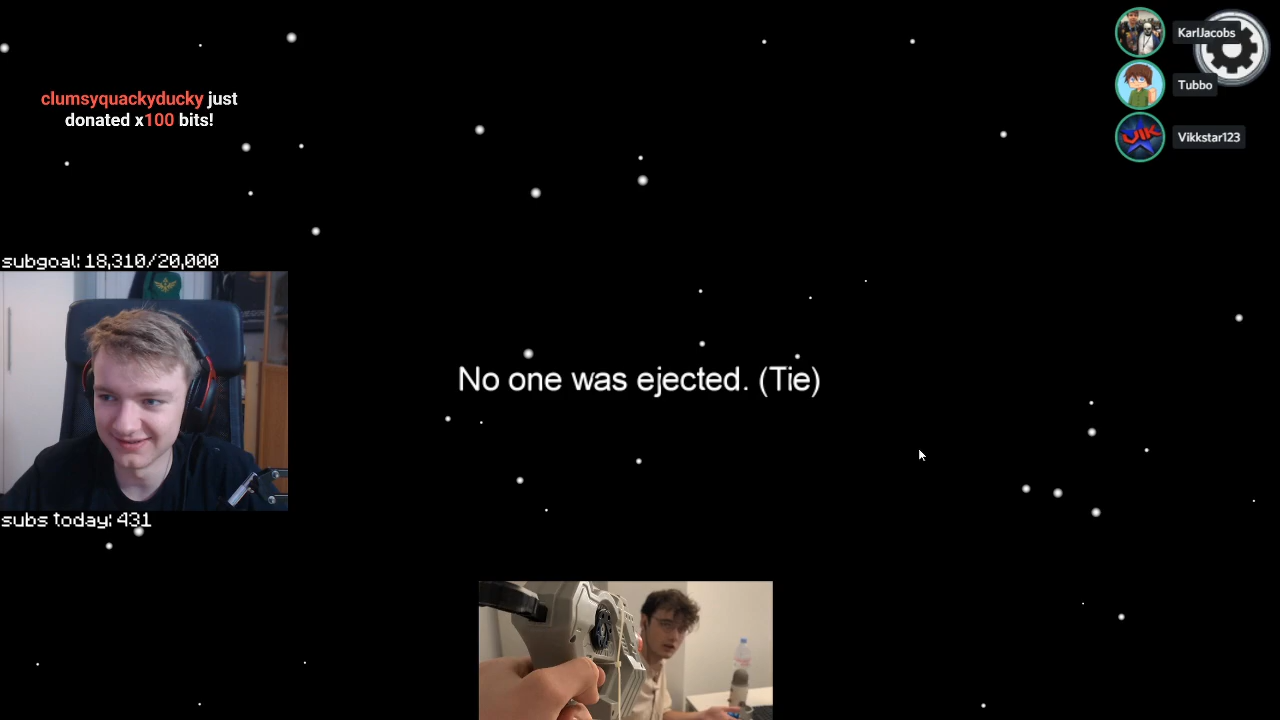 KarlJacobs
clumsyquackyducky just
donated x100 bits!
Tubbo
Vikkstar123
subgoal: 18,310/20,000
No one was ejected. (Tie)
subs today: 431